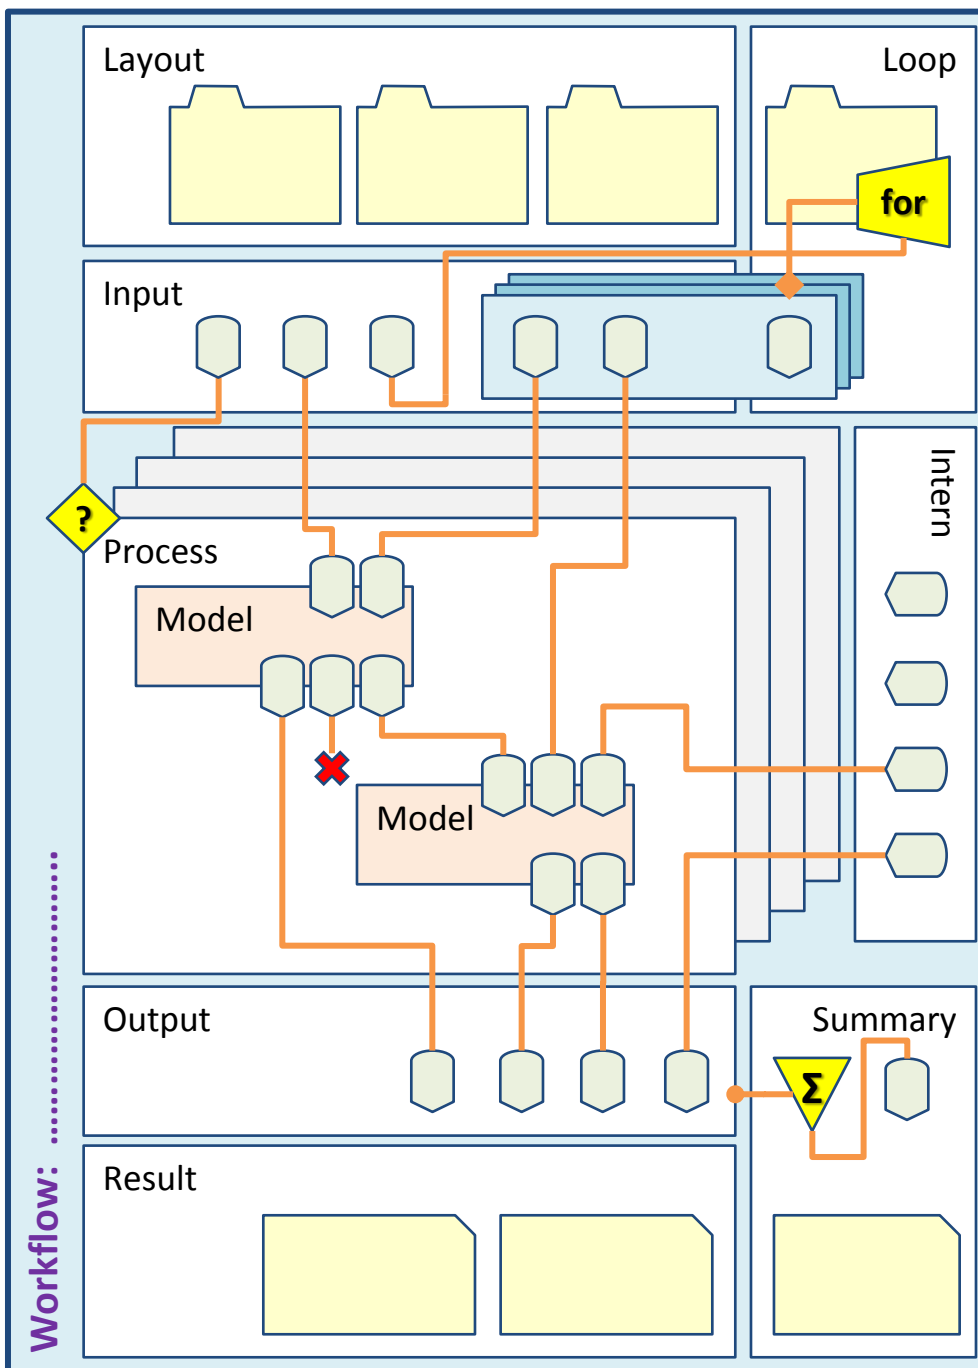 Layout
Loop
for
Input
Intern
?
Process
Model
Model
Output
Summary
Σ
Result
Workflow: ................................